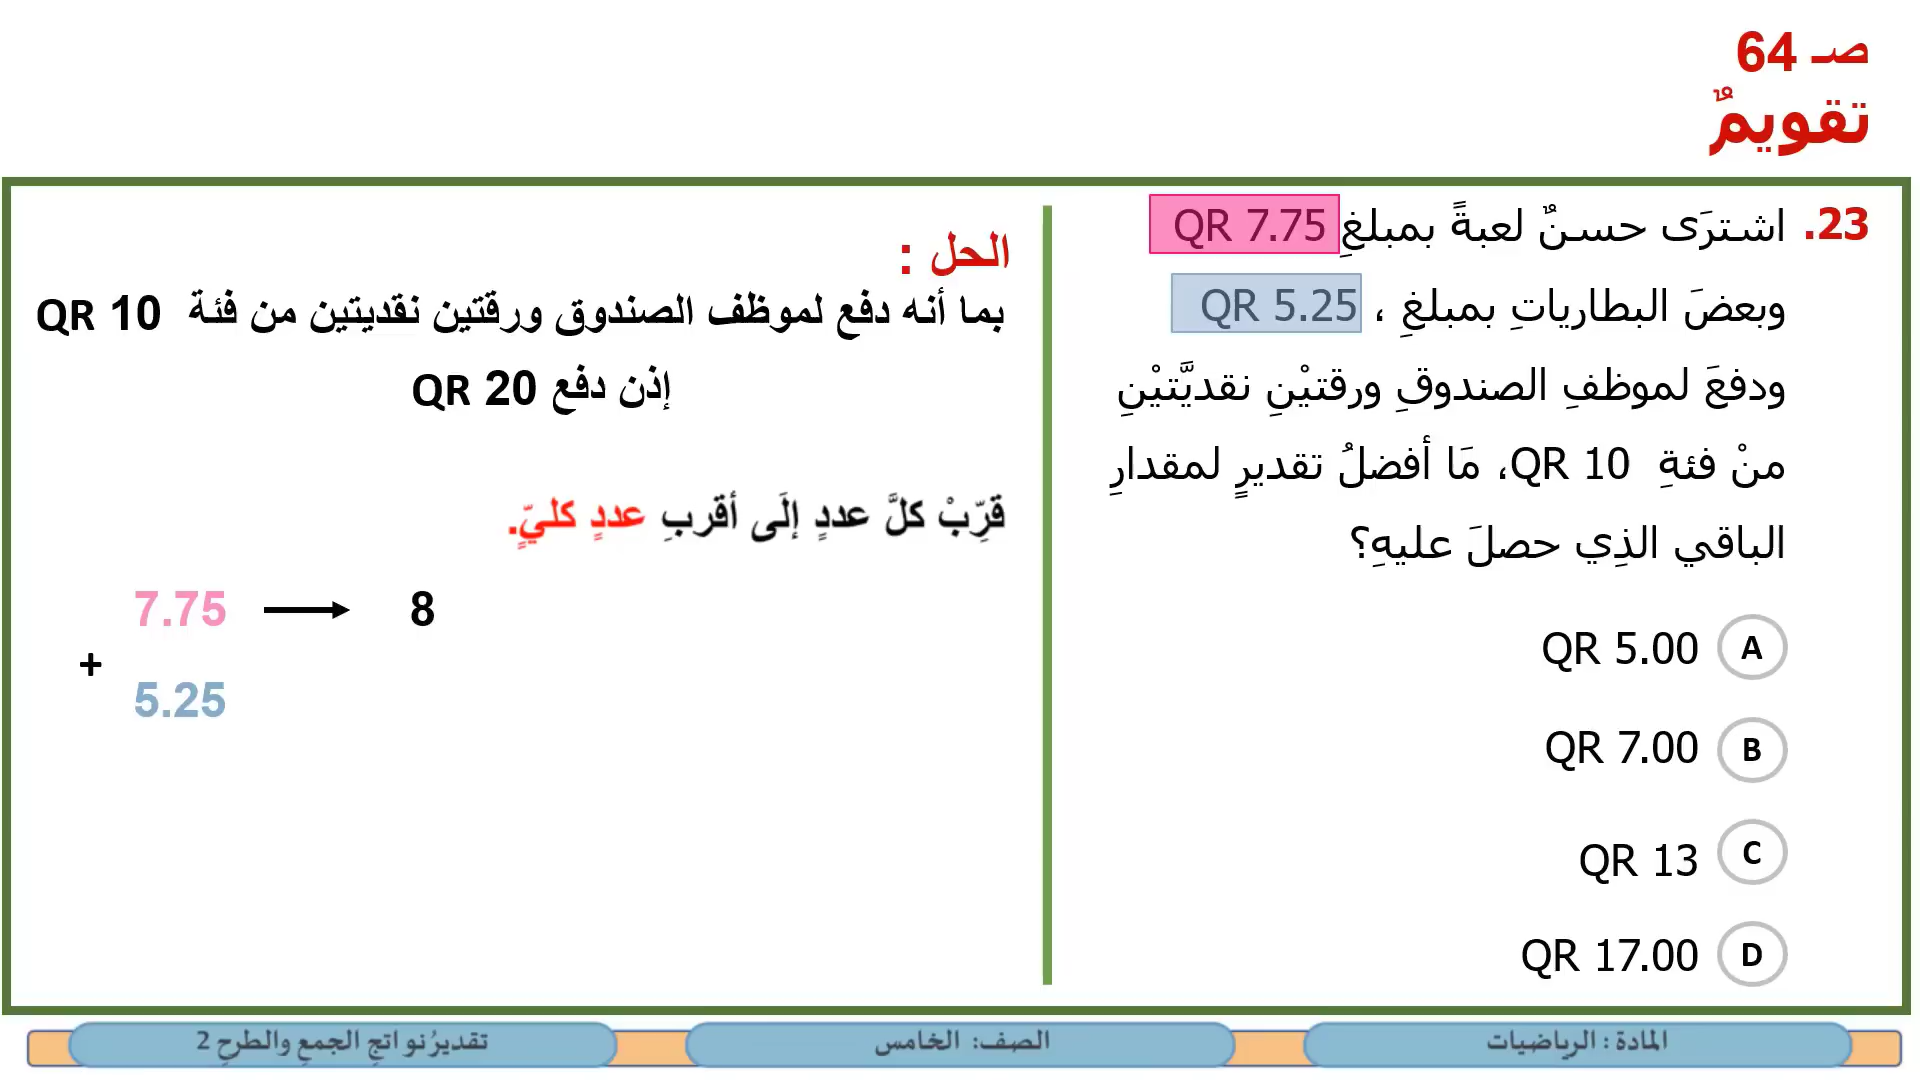 صـ 64
تقويمٌ
23. اشترَى حسنٌ لعبةً بمبلغِ QR 7.75
وبعضَ البطارياتِ بمبلغِ ، QR 5.25
ودفعَ لموظفِ الصندوقِ ورقتيْنِ نقديَّتيْنِ
منْ فئةِ QR 10، مَا أفضلُ تقديرٍ لمقدارِ
الباقي الذِي حصلَ عليهِ؟
A QR 5.00
B QR 7.00
C QR 13
D QR 17.00
الحل :
بما أنه دفع لموظف الصندوق ورقتين نقديتين من فئة QR 10
إذن دفع QR 20
قرِّبْ كلَّ عددٍ إلَى أقربِ عددٍ كليٍّ.
7.75 → 8
+
5.25
المادة : الرياضيات
الصف: الخامس
تقديرُ نواتجِ الجمعِ والطرحِ 2